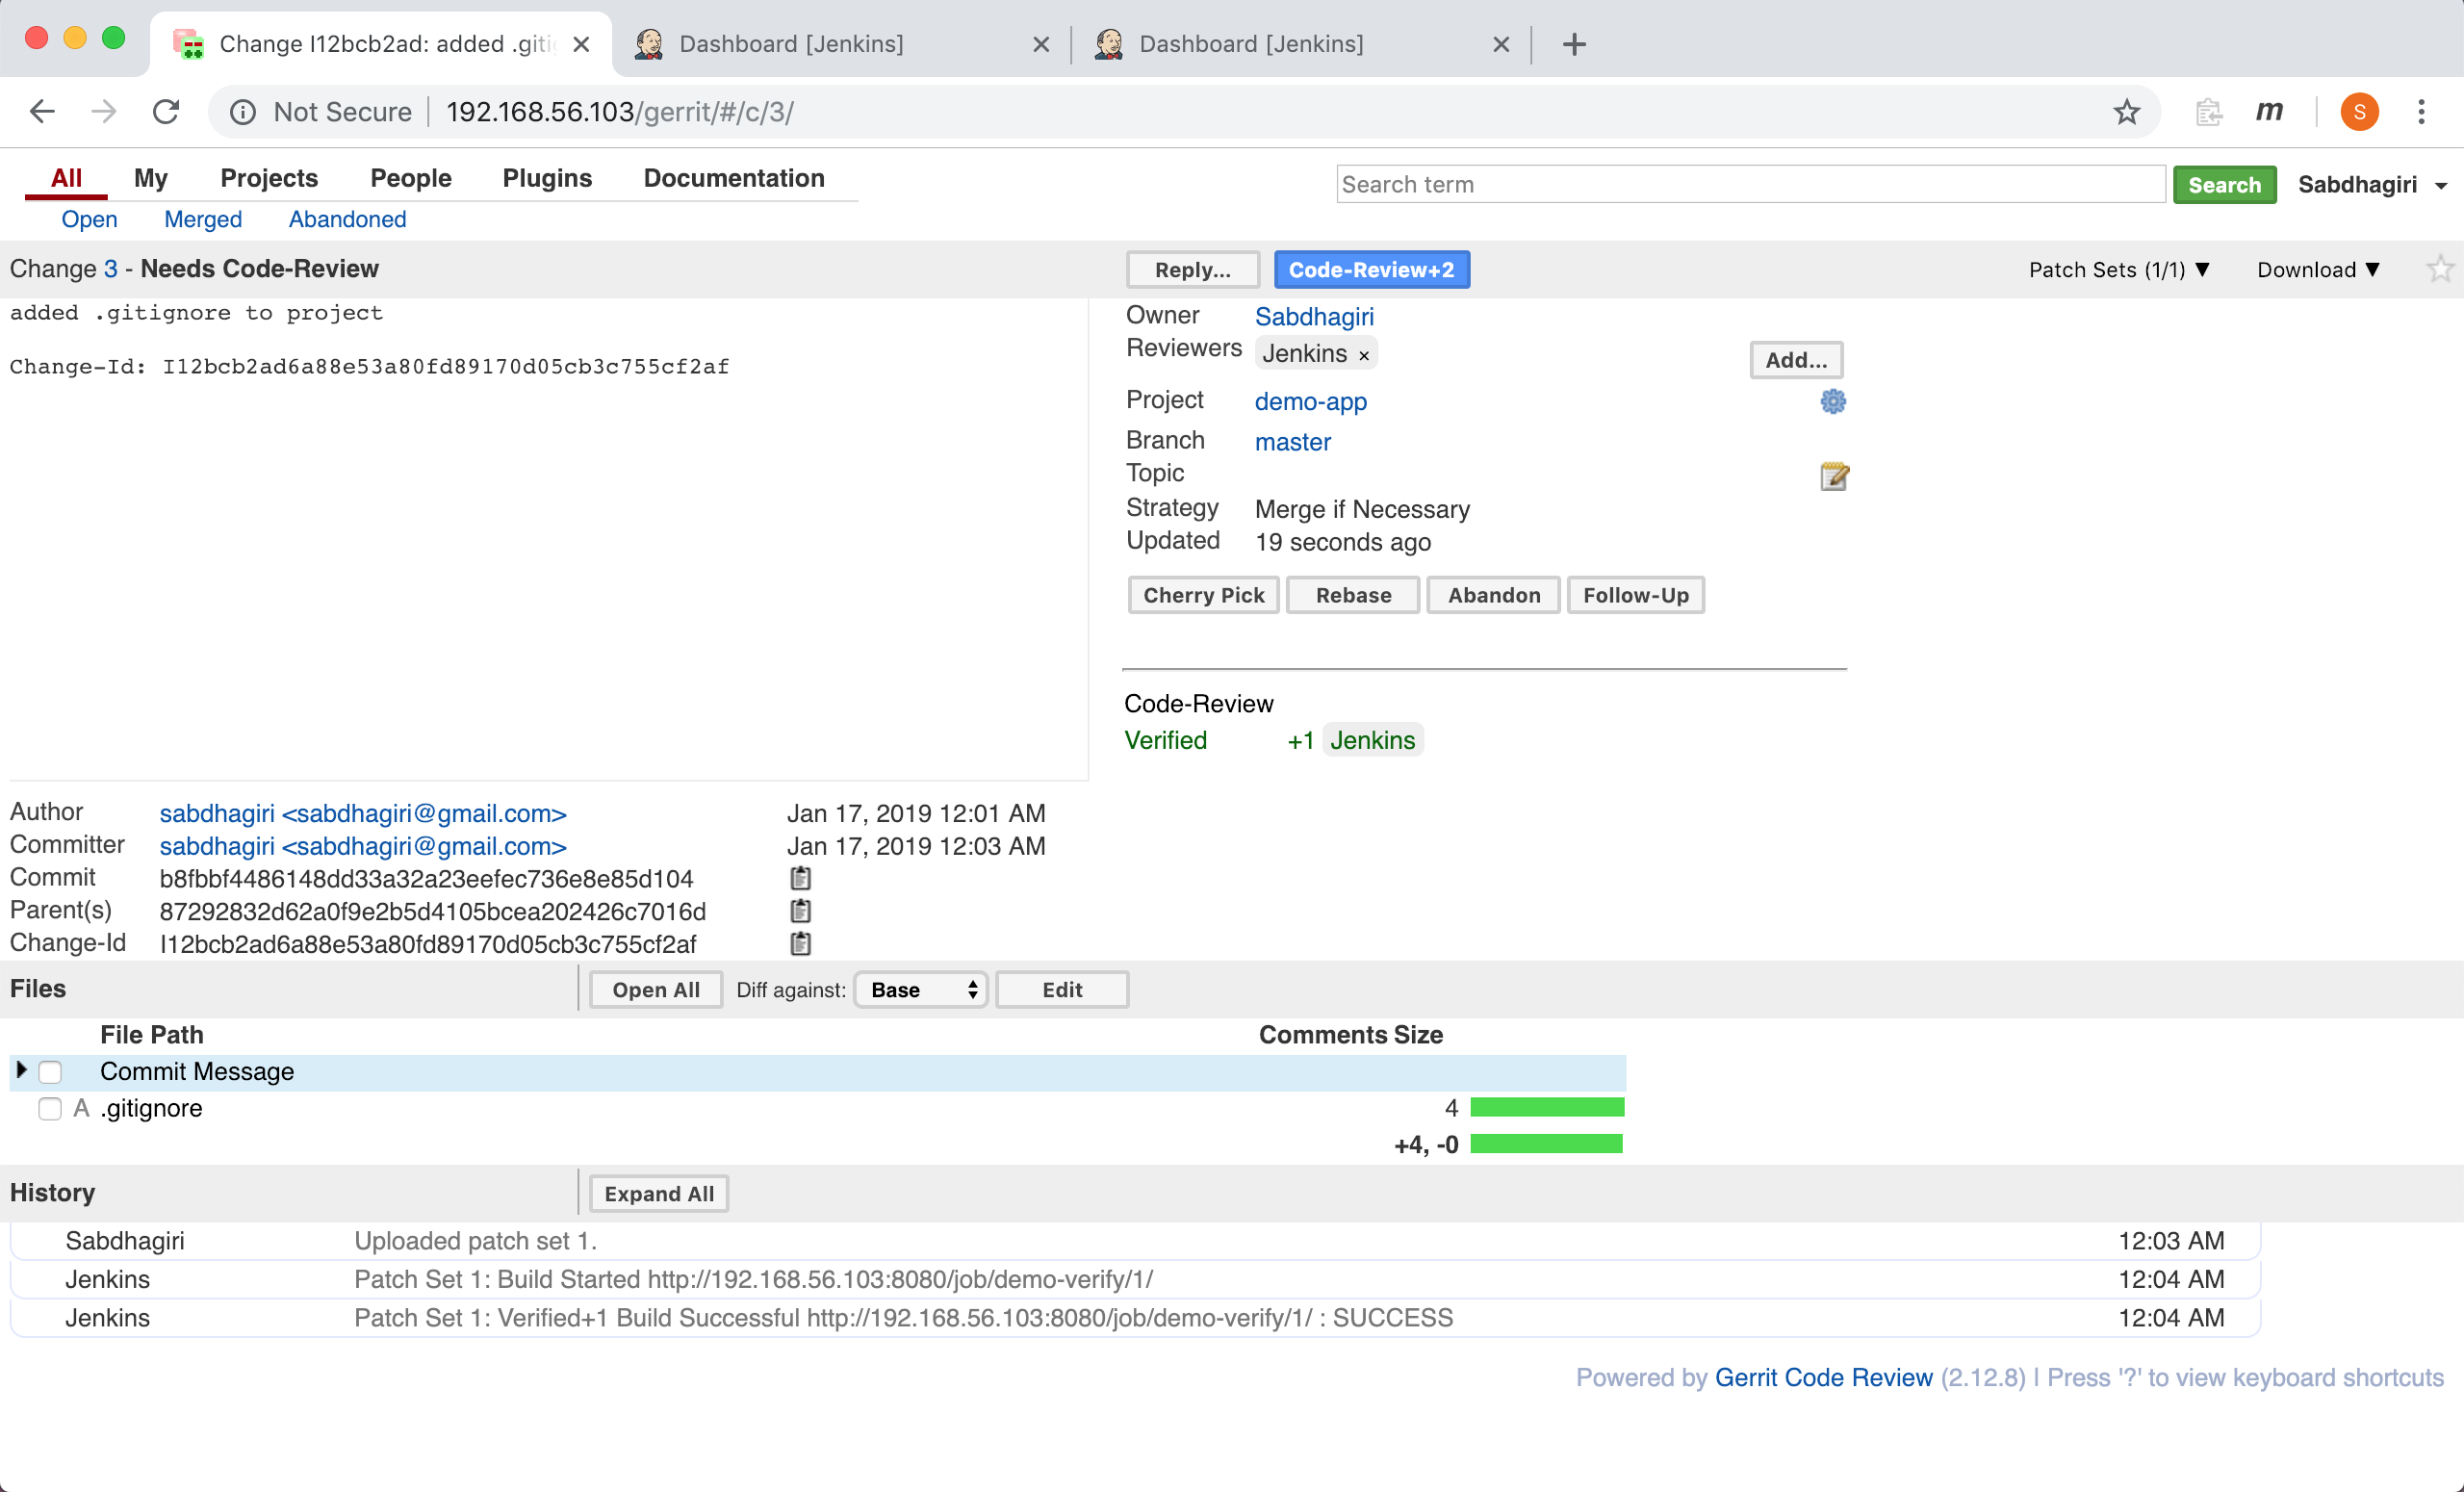 Change I12bcb2ad: added .giti
Dashboard [Jenkins]
Dashboard [Jenkins]
Not Secure 192.168.56.103/gerrit/#/c/3/
m
S
All My Projects People Plugins Documentation
Search term Search Sabdhagiri
Open Merged Abandoned
Change 3 - Needs Code-Review Reply... Code-Review+2 Patch Sets (1/1) ▼ Download ▼
added .gitignore to project
Change-Id: I12bcb2ad6a88e53a80fd89170d05cb3c755cf2af
Owner Sabdhagiri
Reviewers Jenkins × Add...
Project demo-app
Branch master
Topic
Strategy Merge if Necessary
Updated 19 seconds ago
Cherry Pick Rebase Abandon Follow-Up
Code-Review
Verified +1 Jenkins
Author sabdhagiri <sabdhagiri@gmail.com> Jan 17, 2019 12:01 AM
Committer sabdhagiri <sabdhagiri@gmail.com> Jan 17, 2019 12:03 AM
Commit b8fbbf4486148dd33a32a23eefec736e8e85d104
Parent(s) 87292832d62a0f9e2b5d4105bcea202426c7016d
Change-Id I12bcb2ad6a88e53a80fd89170d05cb3c755cf2af
Files Open All Diff against: Base Edit
File Path Comments Size
Commit Message
A .gitignore 4
+4, -0
History Expand All
Sabdhagiri Uploaded patch set 1. 12:03 AM
Jenkins Patch Set 1: Build Started http://192.168.56.103:8080/job/demo-verify/1/ 12:04 AM
Jenkins Patch Set 1: Verified+1 Build Successful http://192.168.56.103:8080/job/demo-verify/1/ : SUCCESS 12:04 AM
Powered by Gerrit Code Review (2.12.8) | Press '?' to view keyboard shortcuts